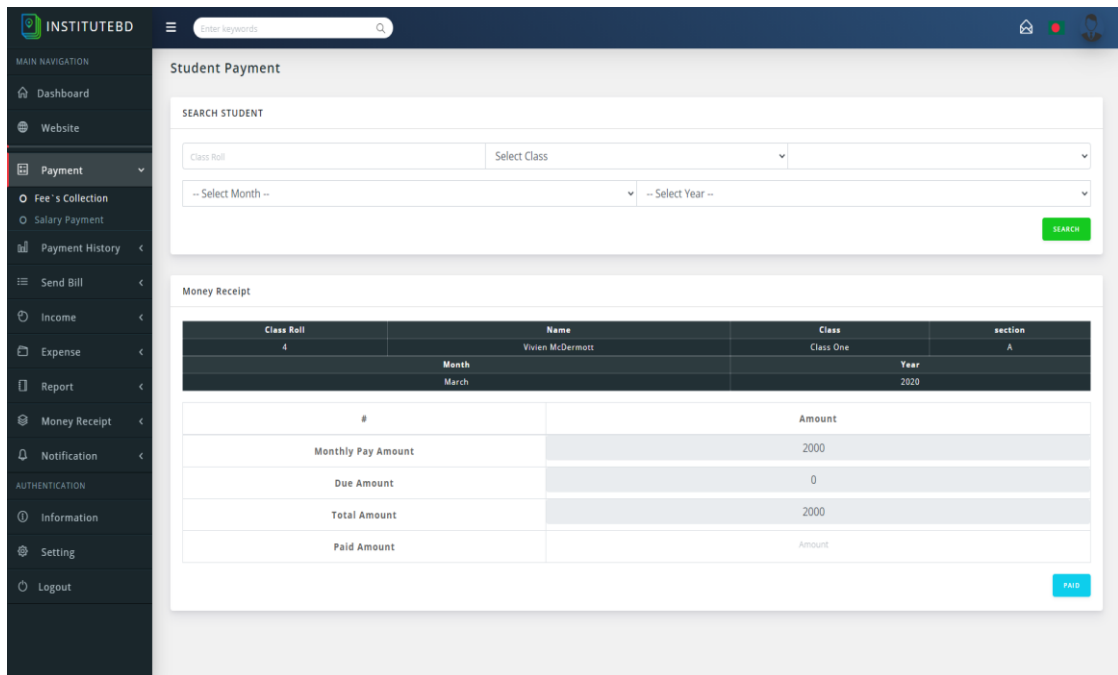 INSTITUTEBD
Enter keywords
MAIN NAVIGATION
Dashboard
Website
Payment
Fee`s Collection
Salary Payment
Payment History
Send Bill
Income
Expense
Report
Money Receipt
Notification
AUTHENTICATION
Information
Setting
Logout
Student Payment
SEARCH STUDENT
Class Roll Select Class
-- Select Month -- -- Select Year --
SEARCH
Money Receipt
Class Roll Name Class section
4 Vivien McDermott Class One A
Month Year
March 2020
# Amount
Monthly Pay Amount 2000
Due Amount 0
Total Amount 2000
Paid Amount Amount
PAID